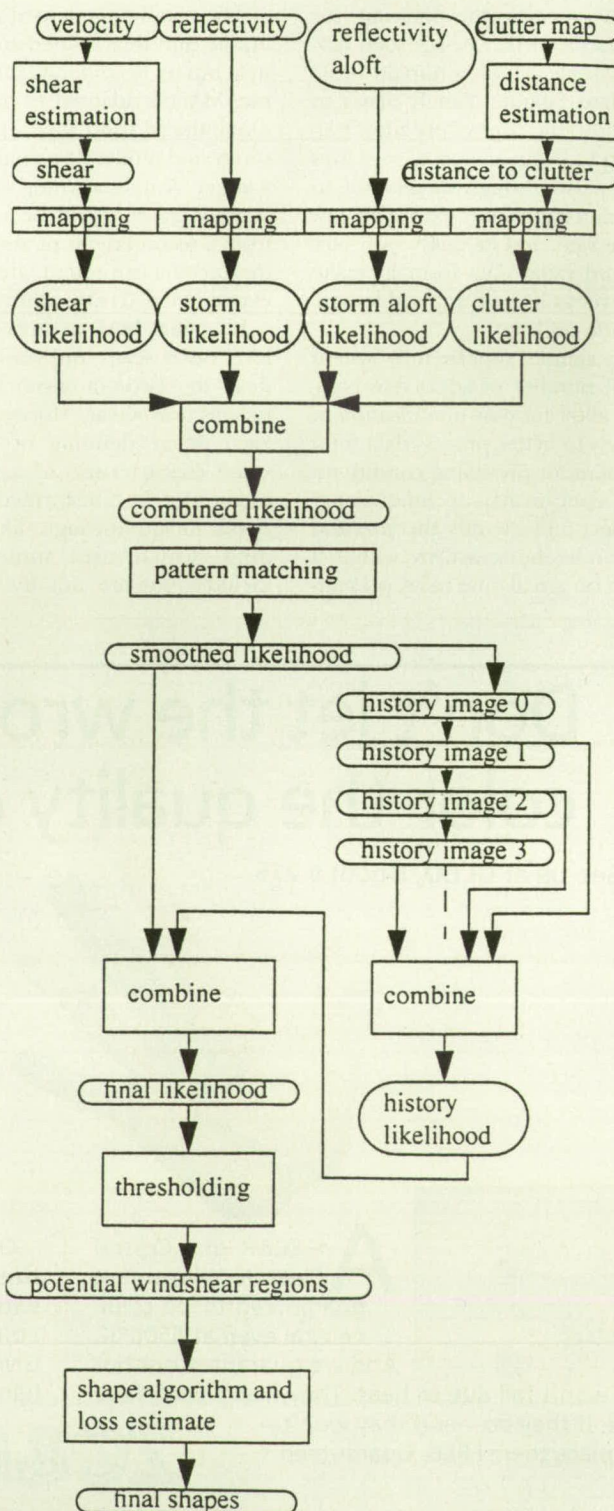 velocity
reflectivity
reflectivity
aloft
clutter map
shear
estimation
distance
estimation
shear
distance to clutter
mapping
mapping
mapping
mapping
shear
likelihood
storm
likelihood
storm aloft
likelihood
clutter
likelihood
combine
combined likelihood
pattern matching
smoothed likelihood
history image 0
history image 1
history image 2
history image 3
combine
combine
final likelihood
history
likelihood
thresholding
potential windshear regions
shape algorithm and
loss estimate
final shapes